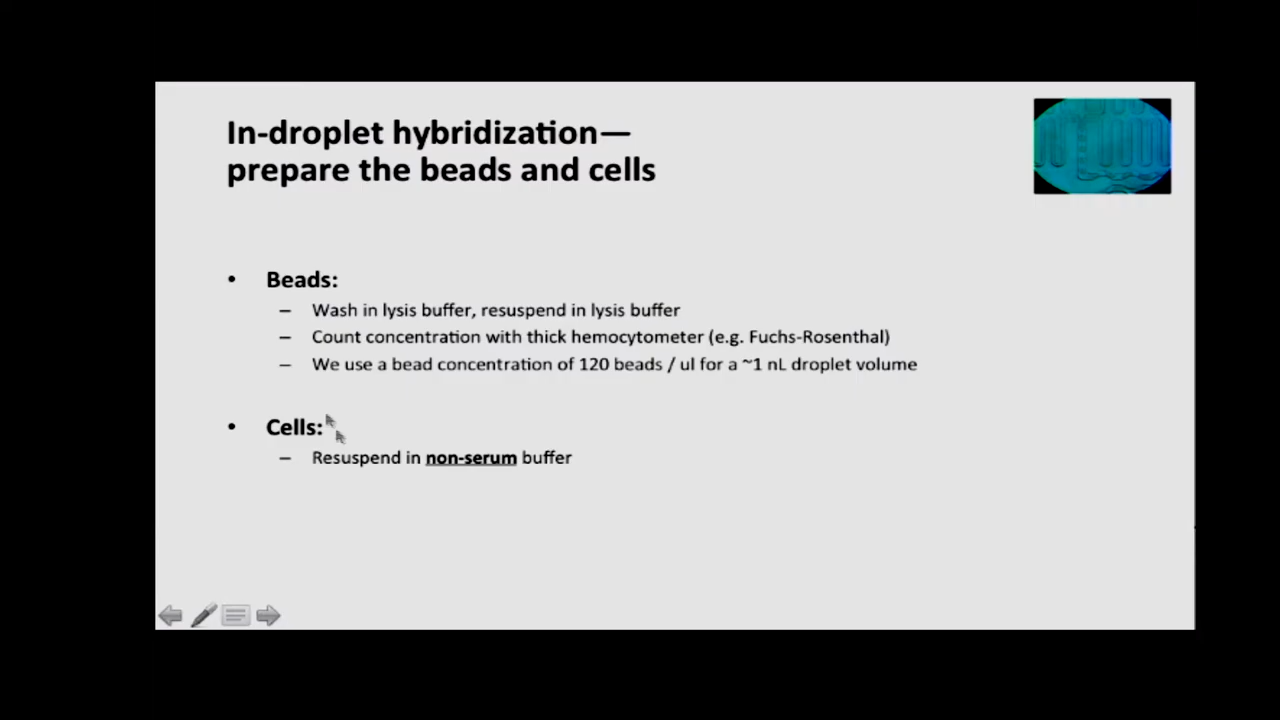 In-droplet hybridization—
prepare the beads and cells
• Beads:
– Wash in lysis buffer, resuspend in lysis buffer
– Count concentration with thick hemocytometer (e.g. Fuchs-Rosenthal)
– We use a bead concentration of 120 beads / ul for a ~1 nL droplet volume
• Cells:
– Resuspend in non-serum buffer